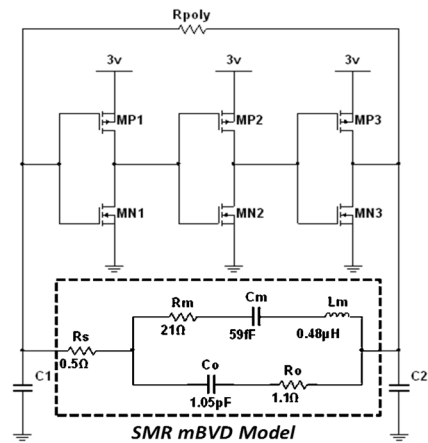 Rpoly
3v 3v 3v
MP1 MP2 MP3
MN1 MN2 MN3
Rm Cm Lm
21Ω 59fF 0.48µH
Rs
0.5Ω
C1 C2
Co Ro
1.05pF 1.1Ω
SMR mBVD Model